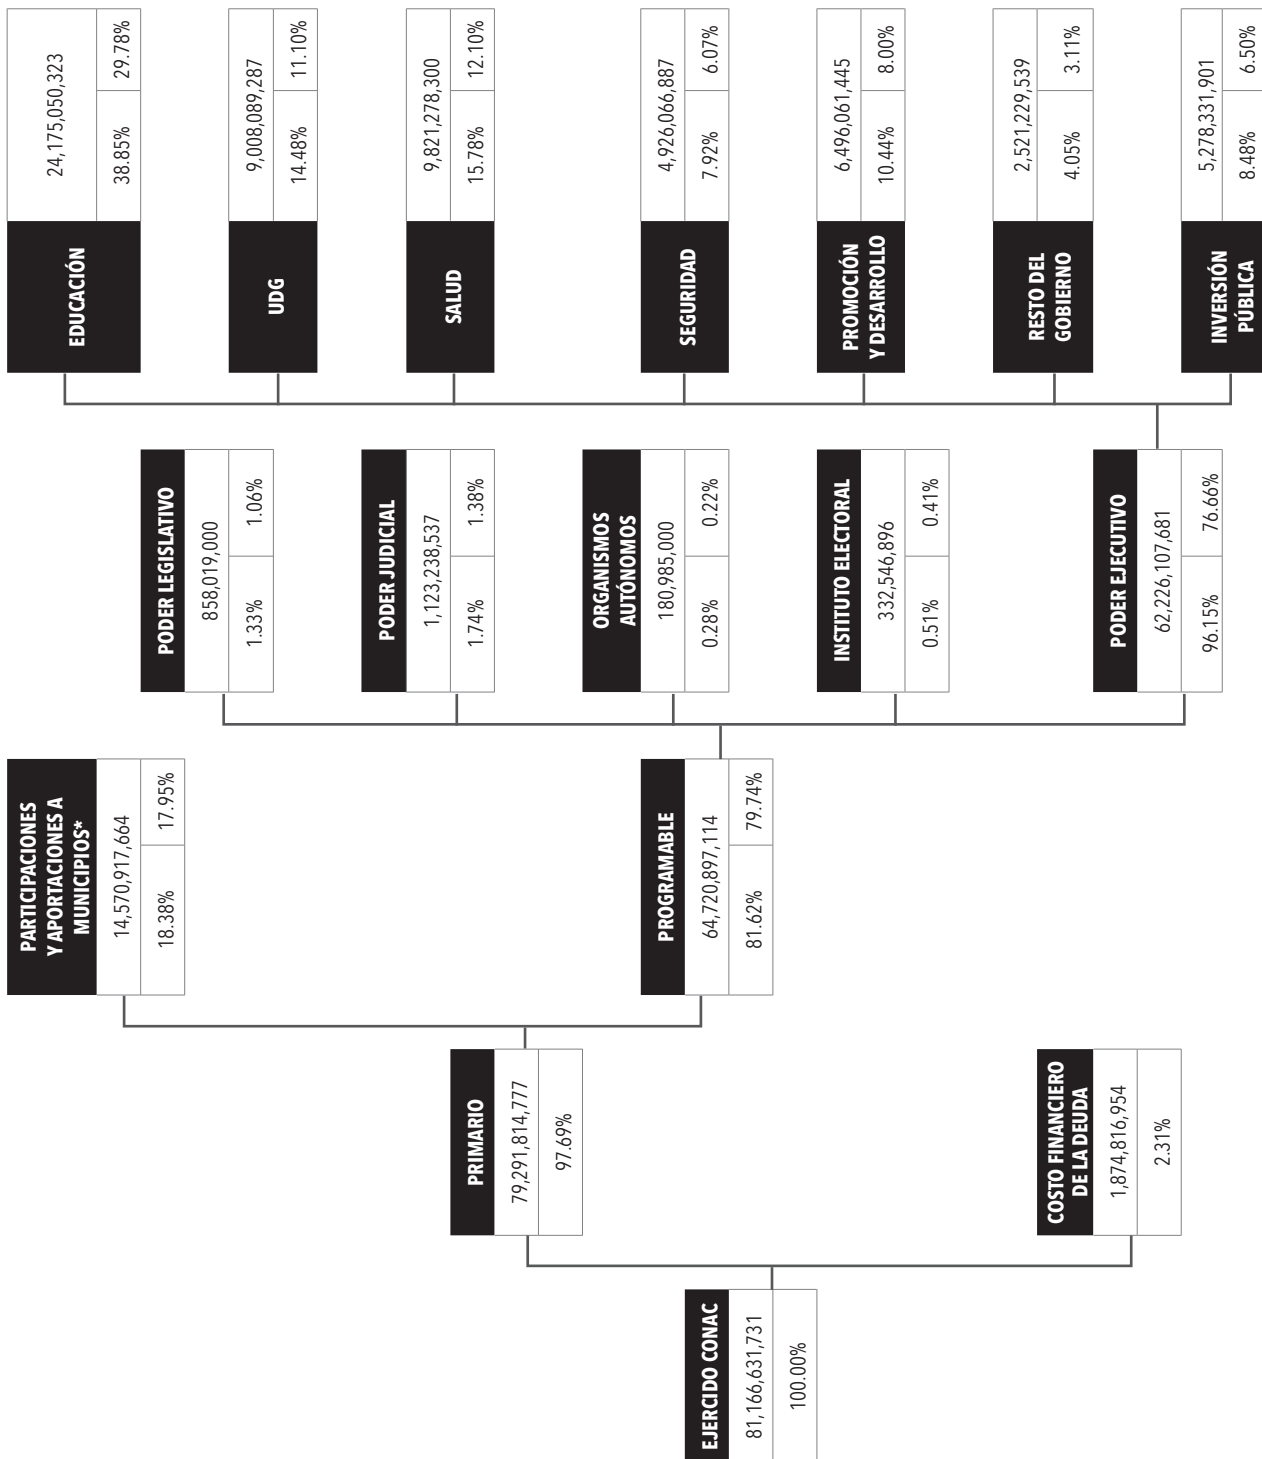 EJERCIDO CONAC
81,166,631,731
100.00%
PRIMARIO
79,291,814,777
97.69%
COSTO FINANCIERO
DE LA DEUDA
1,874,816,954
2.31%
PARTICIPACIONES
Y APORTACIONES A
MUNICIPIOS*
14,570,917,664
18.38% 17.95%
PROGRAMABLE
64,720,897,114
81.62% 79.74%
PODER LEGISLATIVO
858,019,000
1.33% 1.06%
PODER JUDICIAL
1,123,238,537
1.74% 1.38%
ORGANISMOS
AUTÓNOMOS
180,985,000
0.28% 0.22%
INSTITUTO ELECTORAL
332,546,896
0.51% 0.41%
PODER EJECUTIVO
62,226,107,681
96.15% 76.66%
EDUCACIÓN
24,175,050,323
38.85% 29.78%
UDG
9,008,089,287
14.48% 11.10%
SALUD
9,821,278,300
15.78% 12.10%
SEGURIDAD
4,926,066,887
7.92% 6.07%
PROMOCIÓN
Y DESARROLLO
6,496,061,445
10.44% 8.00%
RESTO DEL
GOBIERNO
2,521,229,539
4.05% 3.11%
INVERSIÓN
PÚBLICA
5,278,331,901
8.48% 6.50%